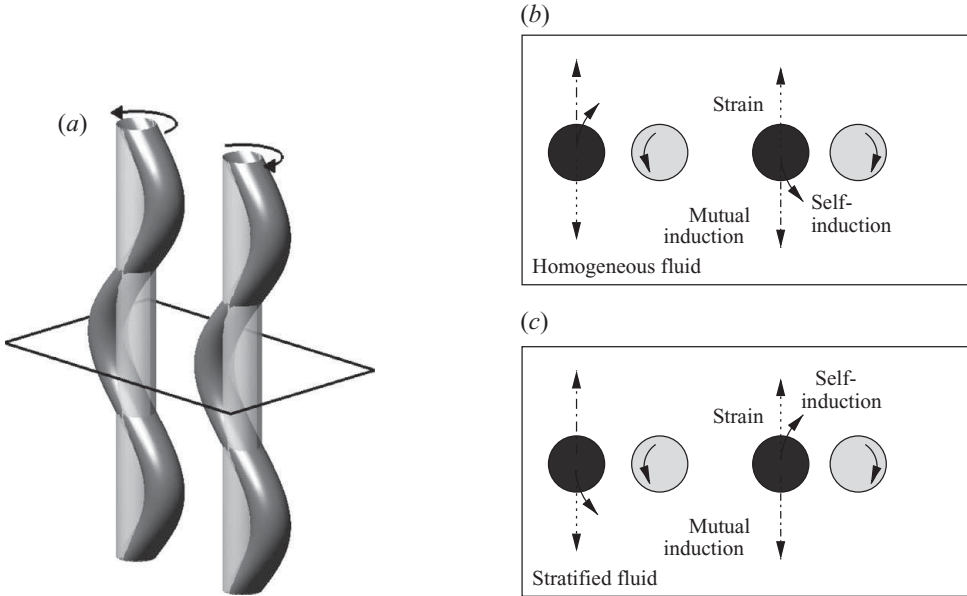 (a)
(b)
Strain
Self-
induction
Mutual
induction
Homogeneous fluid
(c)
Self-
induction
Strain
Mutual
induction
Stratified fluid